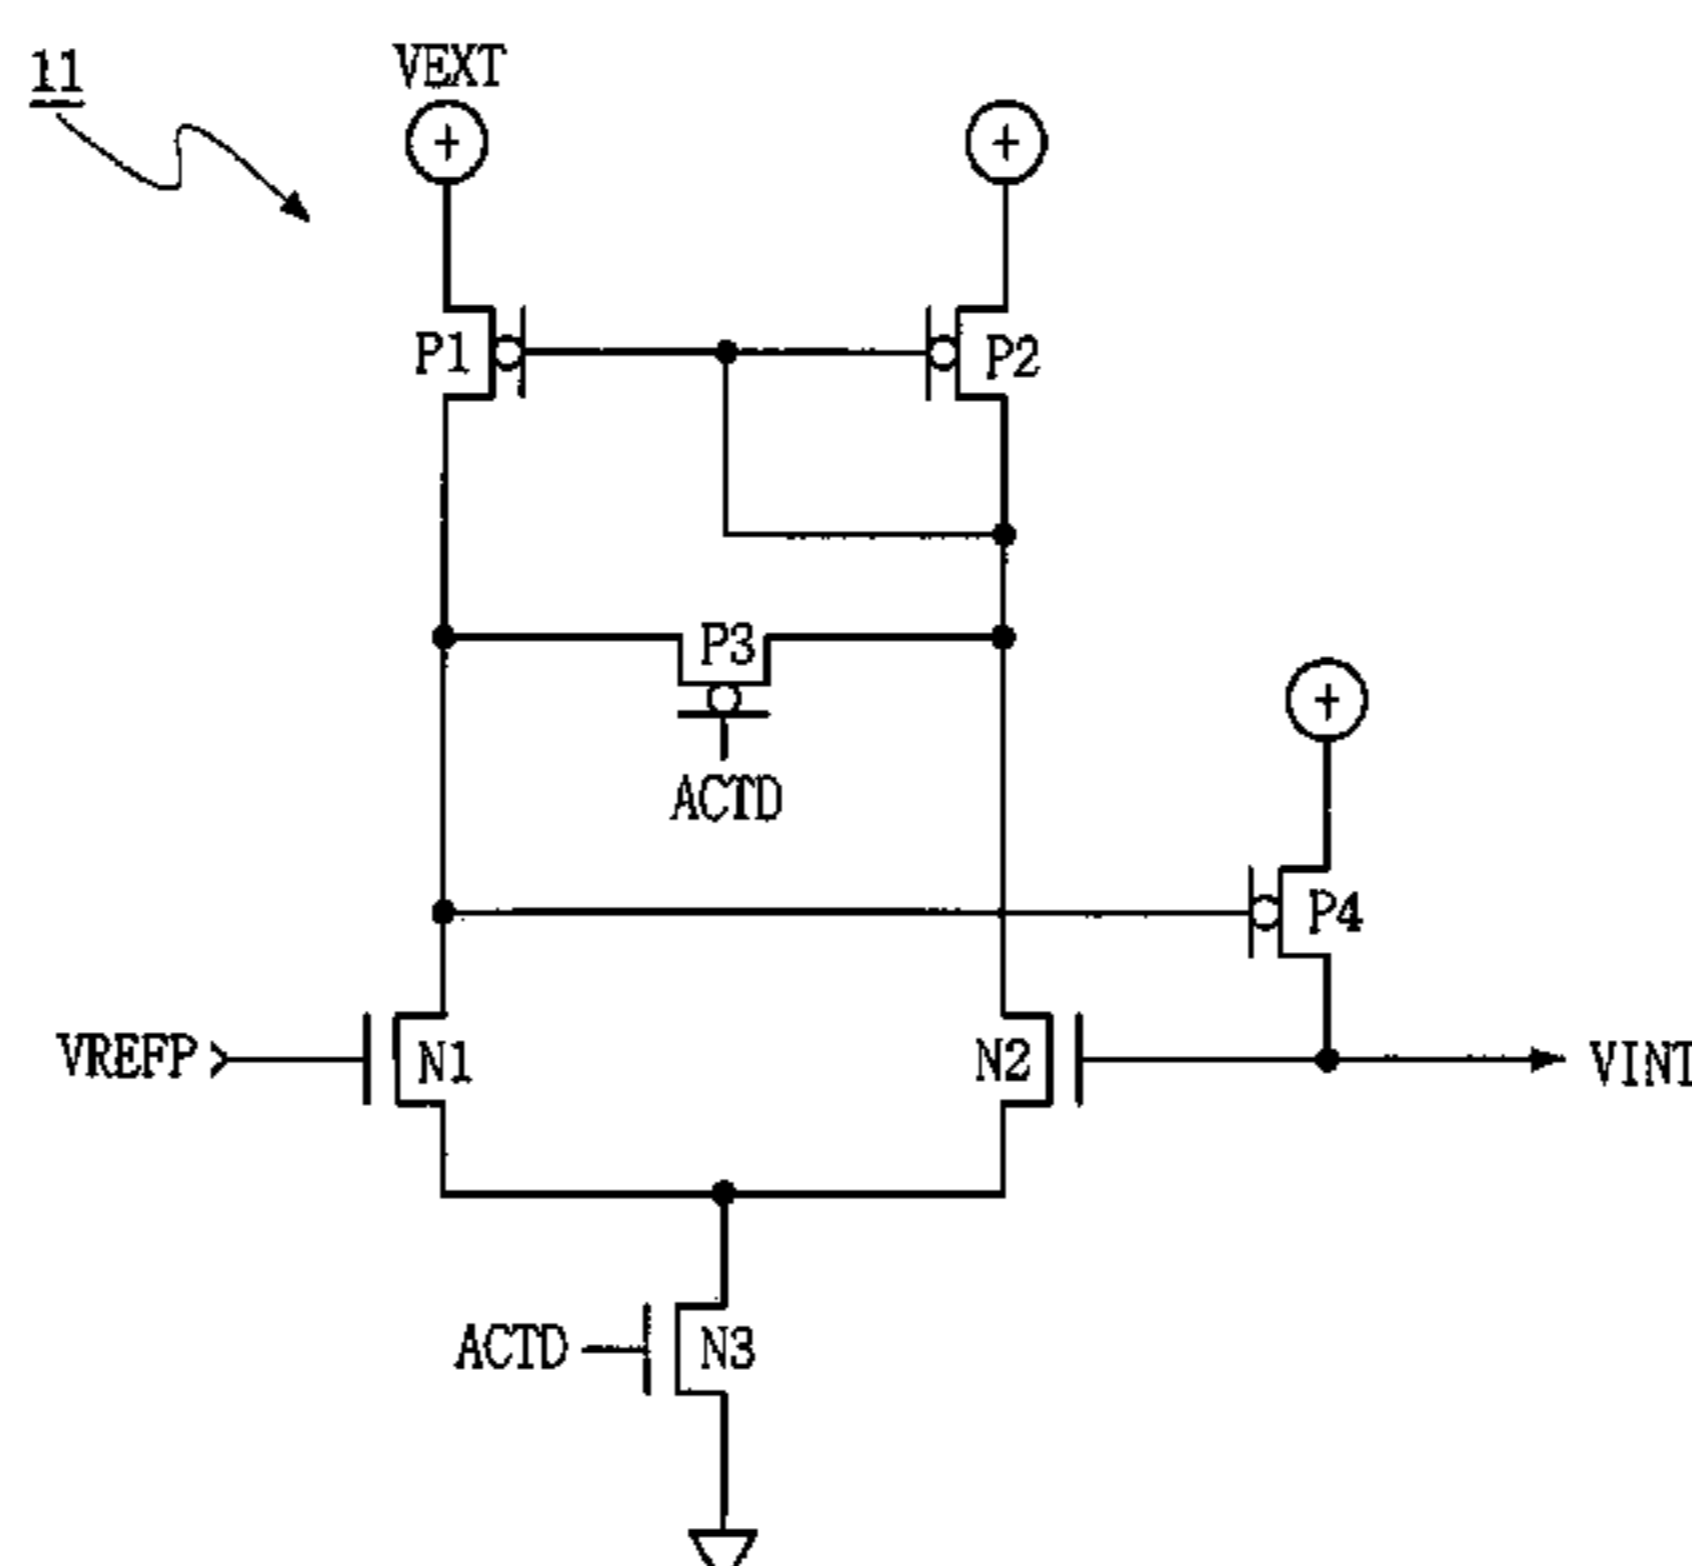 11
VEXT
+
+
P1
P2
P3
+
ACTD
P4
VREFP
N1
N2
VINT
ACTD
N3